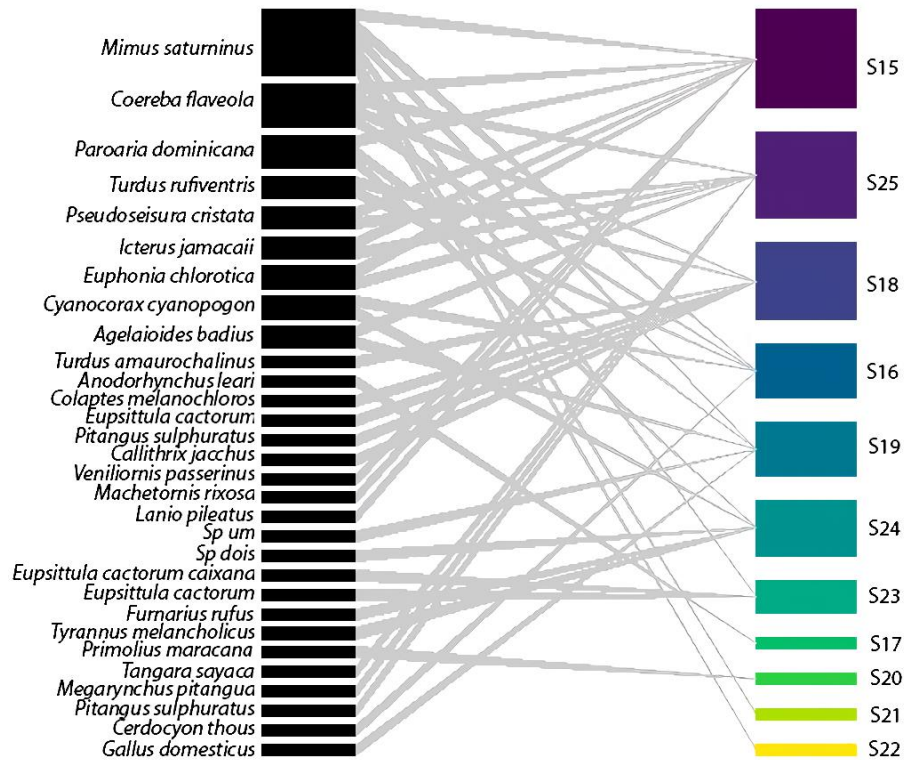 Mimus saturninus
Coereba flaveola
Paroaria dominicana
Turdus rufiventris
Pseudoseisura cristata
Icterus jamacaii
Euphonia chlorotica
Cyanocorax cyanopogon
Agelaioides badius
Turdus amaurochalinus
Anodorhynchus leari
Colaptes melanochloros
Eupsittula cactorum
Pitangus sulphuratus
Callithrix jacchus
Veniliornis passerinus
Machetornis rixosa
Lanio pileatus
Sp um
Sp dois
Eupsittula cactorum caixana
Eupsittula cactorum
Furnarius rufus
Tyrannus melancholicus
Primolius maracana
Tangara sayaca
Megarynchus pitangua
Pitangus sulphuratus
Cerdocyon thous
Gallus domesticus
S15
S25
S18
S16
S19
S24
S23
S17
S20
S21
S22